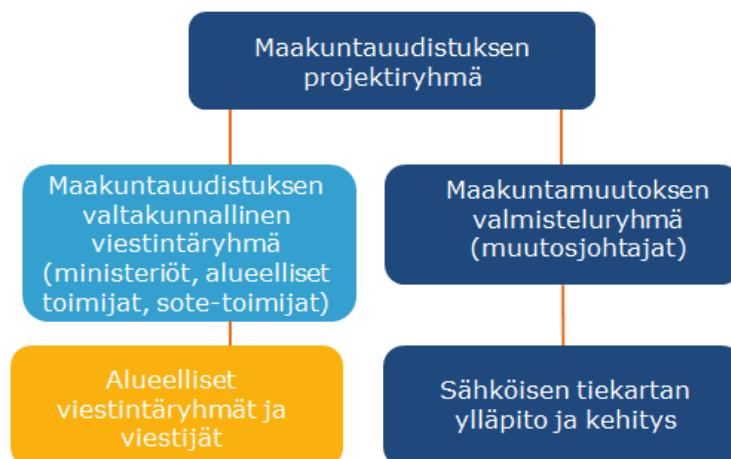 Maakuntauudistuksen
projektiryhmä
Maakuntauudistuksen
valtakunnallinen
viestintäryhmä
(ministeriöt, alueelliset
toimijat, sote-toimijat)
Maakuntamuutoksen
valmisteluryhmä
(muutosjohtajat)
Alueelliset
viestintäryhmät ja
viestijät
Sähköisen tiekartan
ylläpito ja kehitys